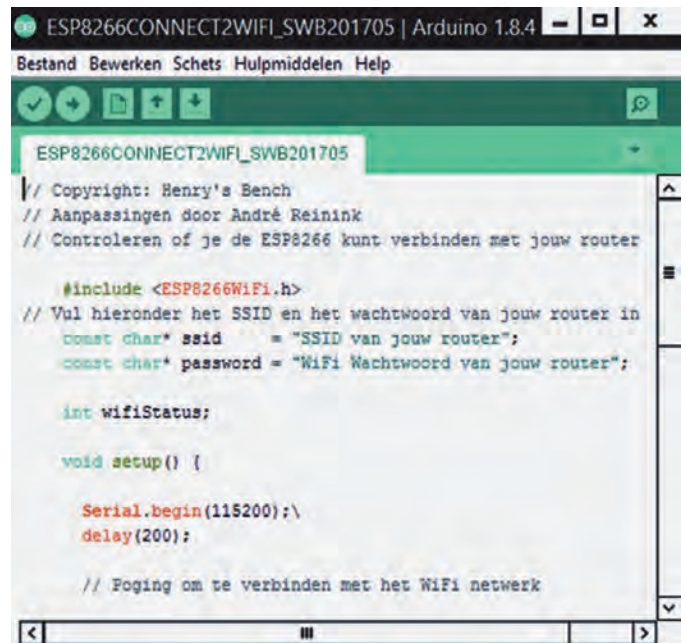 ESP8266CONNECT2WIFI_SWB201705 | Arduino 1.8.4
Bestand Bewerken Schets Hulpmiddelen Help
ESP8266CONNECT2WIFI_SWB201705
// Copyright: Henry's Bench
// Aanpassingen door André Reinink
// Controleren of je de ESP8266 kunt verbinden met jouw router
#include <ESP8266WiFi.h>
// Vul hieronder het SSID en het wachtwoord van jouw router in
const char* ssid = "SSID van jouw router";
const char* password = "WiFi Wachtwoord van jouw router";
int wifiStatus;
void setup() {
Serial.begin(115200);\
delay(200);
// Poging om te verbinden met het WiFi netwerk